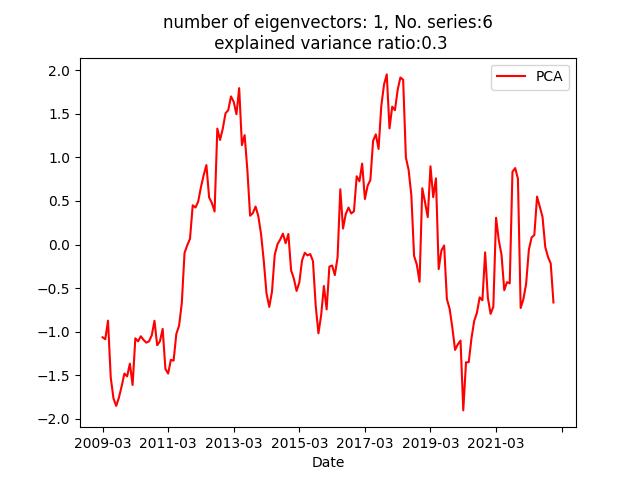 number of eigenvectors: 1, No. series:6
explained variance ratio:0.3
PCA
2.0
1.5
1.0
0.5
0.0
−0.5
−1.0
−1.5
−2.0
2009-03 2011-03 2013-03 2015-03 2017-03 2019-03 2021-03
Date